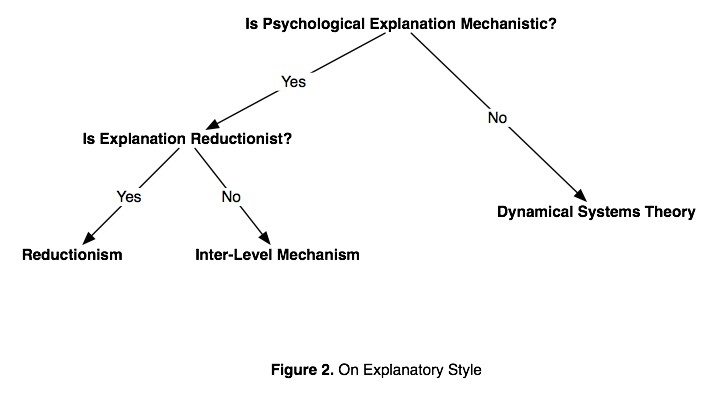 Is Psychological Explanation Mechanistic?
Yes
No
Is Explanation Reductionist?
Yes
No
Dynamical Systems Theory
Reductionism
Inter-Level Mechanism
Figure 2. On Explanatory Style